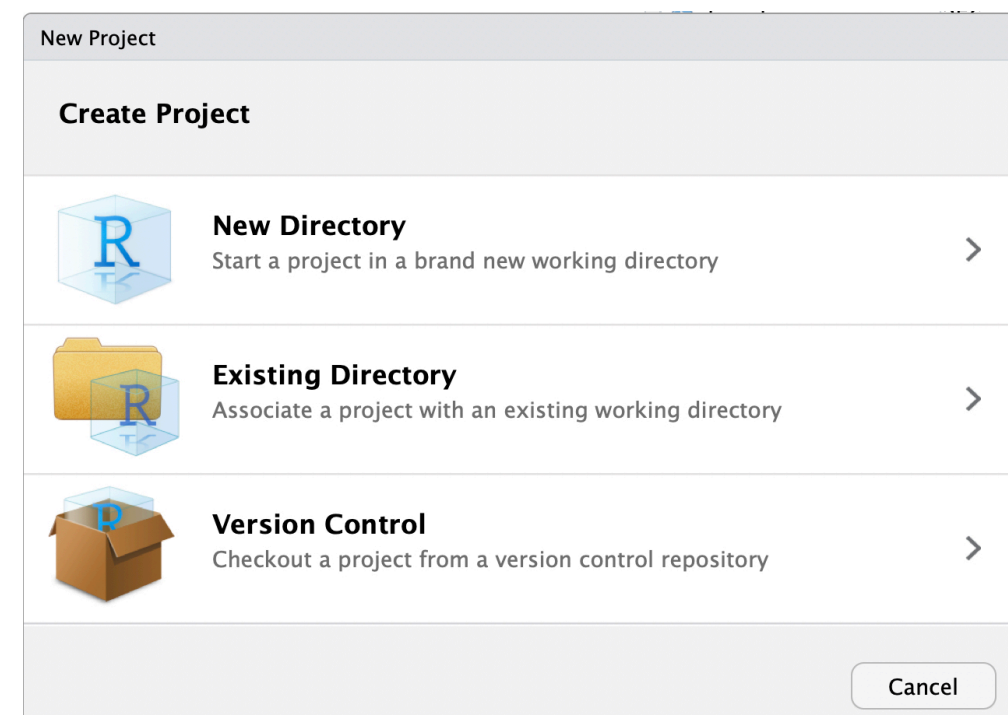 New Project
Create Project
R
New Directory
Start a project in a brand new working directory
R
Existing Directory
Associate a project with an existing working directory
R
Version Control
Checkout a project from a version control repository
Cancel